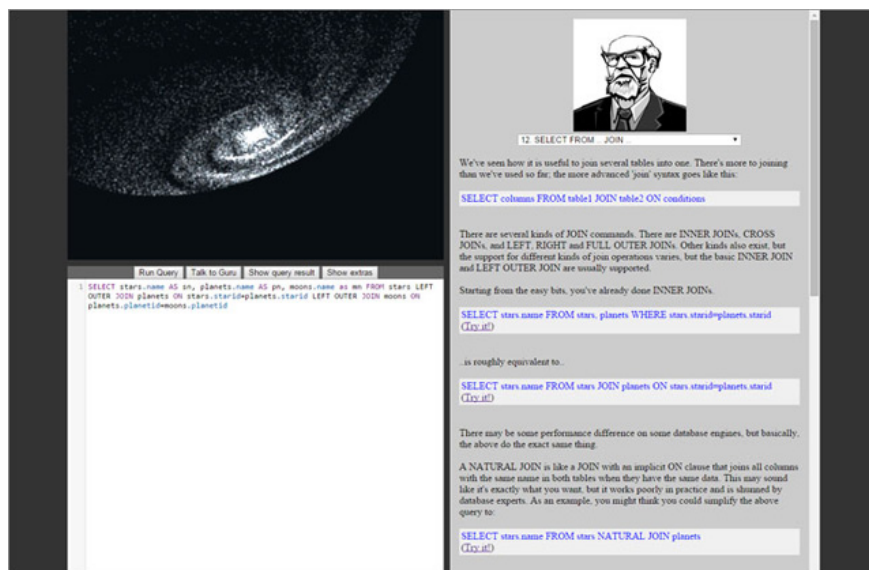 Run Query
Talk to Guru
Show query result
Show extras
1 SELECT stars.name AS sn, planets.name AS pn, moons.name as mn FROM stars LEFT
OUTER JOIN planets ON stars.starid=planets.starid LEFT OUTER JOIN moons ON
planets.planetid=moons.planetid
12. SELECT FROM .. JOIN ..
We've seen how it is useful to join several tables into one. There's more to joining
than we've used so far; the more advanced 'join' syntax goes like this:
SELECT columns FROM table1 JOIN table2 ON conditions
There are several kinds of JOIN commands. There are INNER JOINs, CROSS
JOINs, and LEFT, RIGHT and FULL OUTER JOINs. Other kinds also exist, but
the support for different kinds of join operations varies, but the basic INNER JOIN
and LEFT OUTER JOIN are usually supported.
Starting from the easy bits, you've already done INNER JOINs.
SELECT stars.name FROM stars, planets WHERE stars.starid=planets.starid
(Try it!)
..is roughly equivalent to..
SELECT stars.name FROM stars JOIN planets ON stars.starid=planets.starid
(Try it!)
There may be some performance difference on some database engines, but basically,
the above do the exact same thing.
A NATURAL JOIN is like a JOIN with an implicit ON clause that joins all columns
with the same name in both tables when they have the same data. This may sound
like it's exactly what you want, but it works poorly in practice and is shunned by
database experts. As an example, you might think you could simplify the above
query to:
SELECT stars.name FROM stars NATURAL JOIN planets
(Try it!)